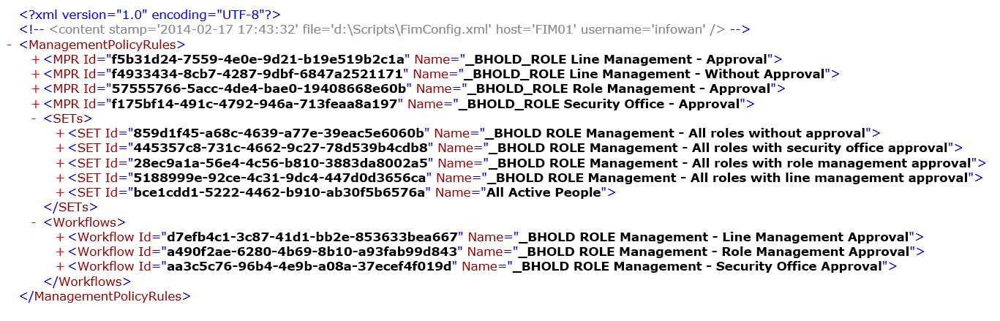 <?xml version="1.0" encoding="UTF-8"?>
<!-- <content stamp='2014-02-17 17:43:32' file='d:\Scripts\FimConfig.xml' host='FIM01' username='infowan' /> -->
- <ManagementPolicyRules>
+ <MPR Id="f5b31d24-7559-4e0e-9d21-b19e519b2c1a" Name="_BHOLD_ROLE Line Management - Approval">
+ <MPR Id="f4933434-8cb7-4287-9dbf-6847a2521171" Name="_BHOLD_ROLE Line Management - Without Approval">
+ <MPR Id="57555766-5acc-4de4-bae0-19408668e60b" Name="_BHOLD_ROLE Role Management - Approval">
+ <MPR Id="f175bf14-491c-4792-946a-713feaa8a197" Name="_BHOLD_ROLE Security Office - Approval">
- <SETs>
+ <SET Id="859d1f45-a68c-4639-a77e-39eac5e6060b" Name="_BHOLD ROLE Management - All roles without approval">
+ <SET Id="445357c8-731c-4662-9c27-78d539b4cdb8" Name="_BHOLD ROLE Management - All roles with security office approval">
+ <SET Id="28ec9a1a-56e4-4c56-b810-3883da8002a5" Name="_BHOLD ROLE Management - All roles with role management approval">
+ <SET Id="5188999e-92ce-4c31-9dc4-447d0d3656ca" Name="_BHOLD ROLE Management - All roles with line management approval">
+ <SET Id="bce1cdd1-5222-4462-b910-ab30f5b6576a" Name="All Active People">
</SETs>
- <Workflows>
+ <Workflow Id="d7efb4c1-3c87-41d1-bb2e-853633bea667" Name="_BHOLD ROLE Management - Line Management Approval">
+ <Workflow Id="a490f2ae-6280-4b69-8b10-a93fab99d843" Name="_BHOLD ROLE Management - Role Management Approval">
+ <Workflow Id="aa3c5c76-96b4-4e9b-a08a-37ecef4f019d" Name="_BHOLD ROLE Management - Security Office Approval">
</Workflows>
</ManagementPolicyRules>